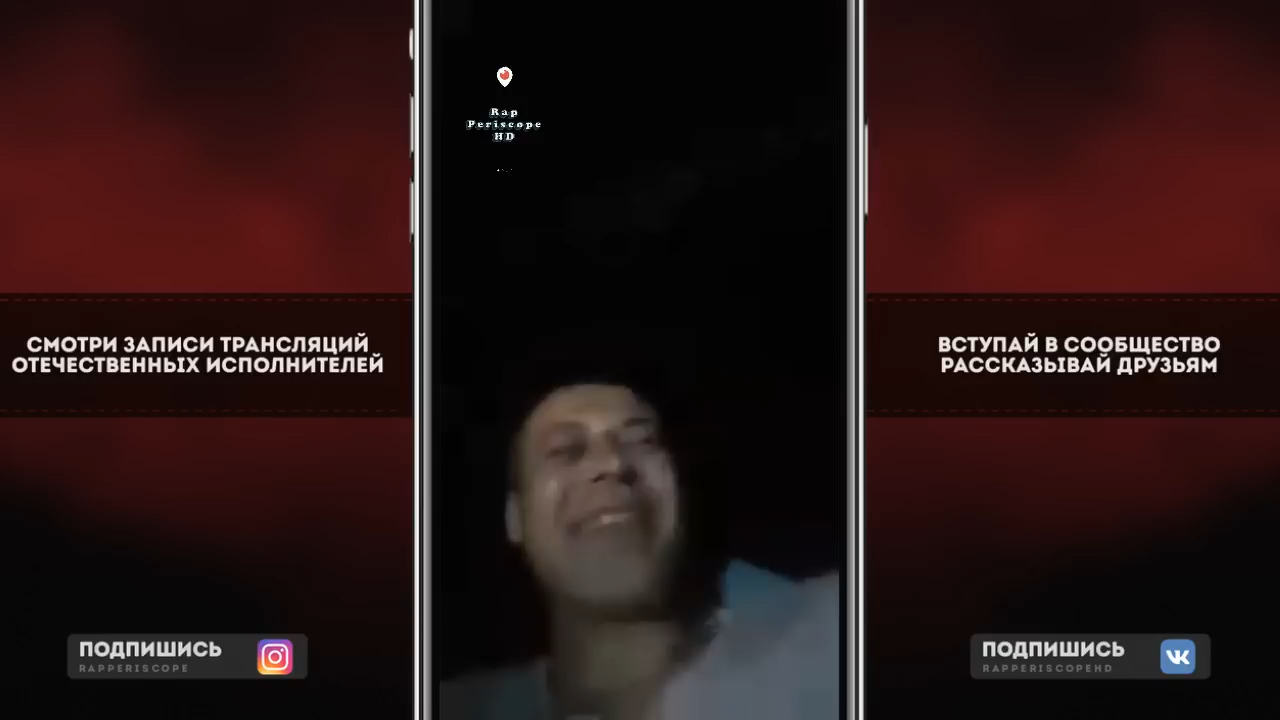 Rap
Periscope
HD
СМОТРИ ЗАПИСИ ТРАНСЛЯЦИЙ
ОТЕЧЕСТВЕННЫХ ИСПОЛНИТЕЛЕЙ
ВСТУПАЙ В СООБЩЕСТВО
РАССКАЗЫВАЙ ДРУЗЬЯМ
ПОДПИШИСЬ
RAPPERISCOPE
ПОДПИШИСЬ
RAPPERISCOPEHD